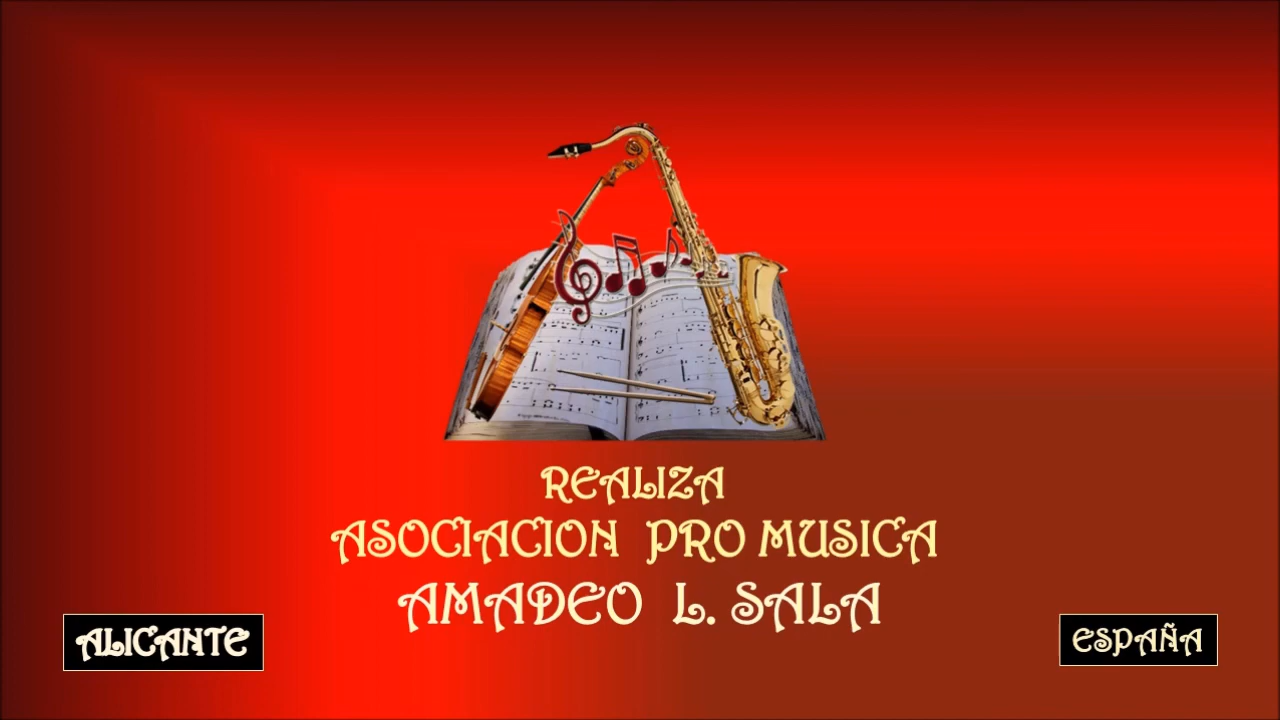 REALIZA
ASOCIACION PRO MUSICA
AMADEO L. SALA
ALICANTE
ESPAÑA